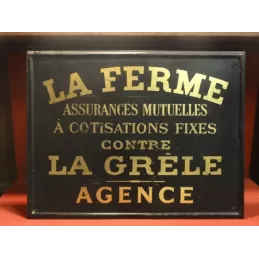 LA FERME
ASSURANCES MUTUELLES
À COTISATIONS FIXES
CONTRE
LA GRÊLE
AGENCE